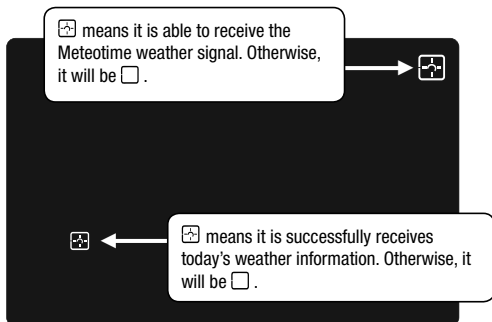 means it is able to receive the
Meteotime weather signal. Otherwise,
it will be .
means it is successfully receives
today's weather information. Otherwise, it
will be .